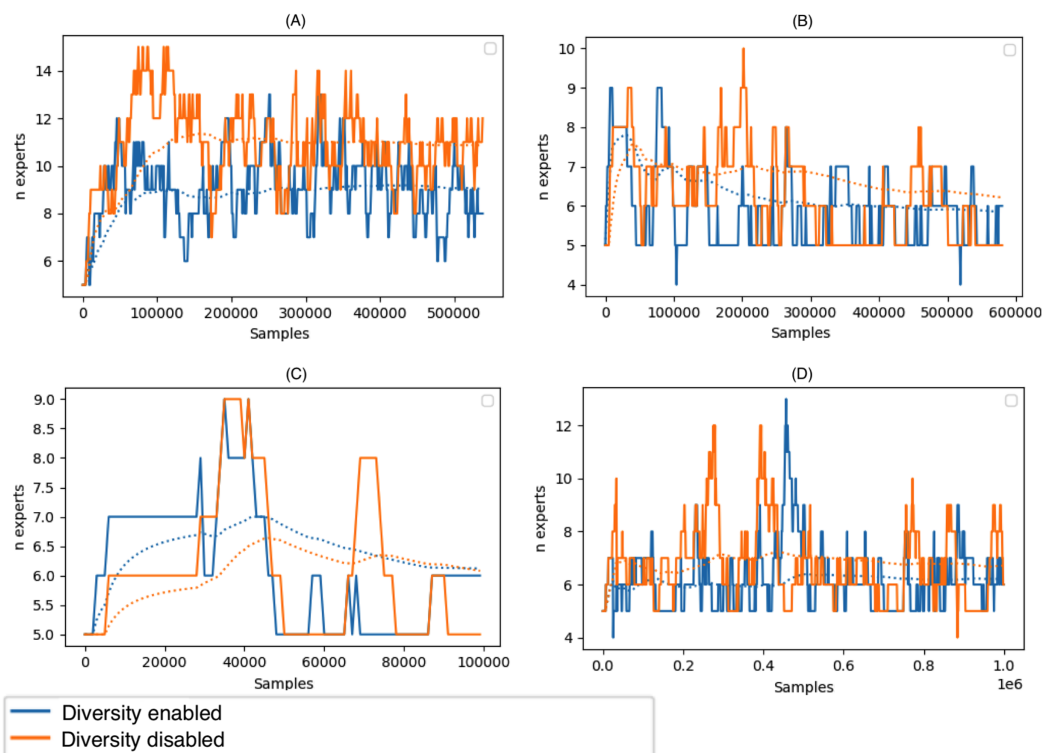 (A)
n experts
14
12
10
8
6
0 100000 200000 300000 400000 500000
Samples
(B)
n experts
10
9
8
7
6
5
4
0 100000 200000 300000 400000 500000 600000
Samples
(C)
n experts
9.0
8.5
8.0
7.5
7.0
6.5
6.0
5.5
5.0
0 20000 40000 60000 80000 100000
Samples
(D)
n experts
12
10
8
6
4
0.0 0.2 0.4 0.6 0.8 1.0
Samples
1e6
Diversity enabled
Diversity disabled